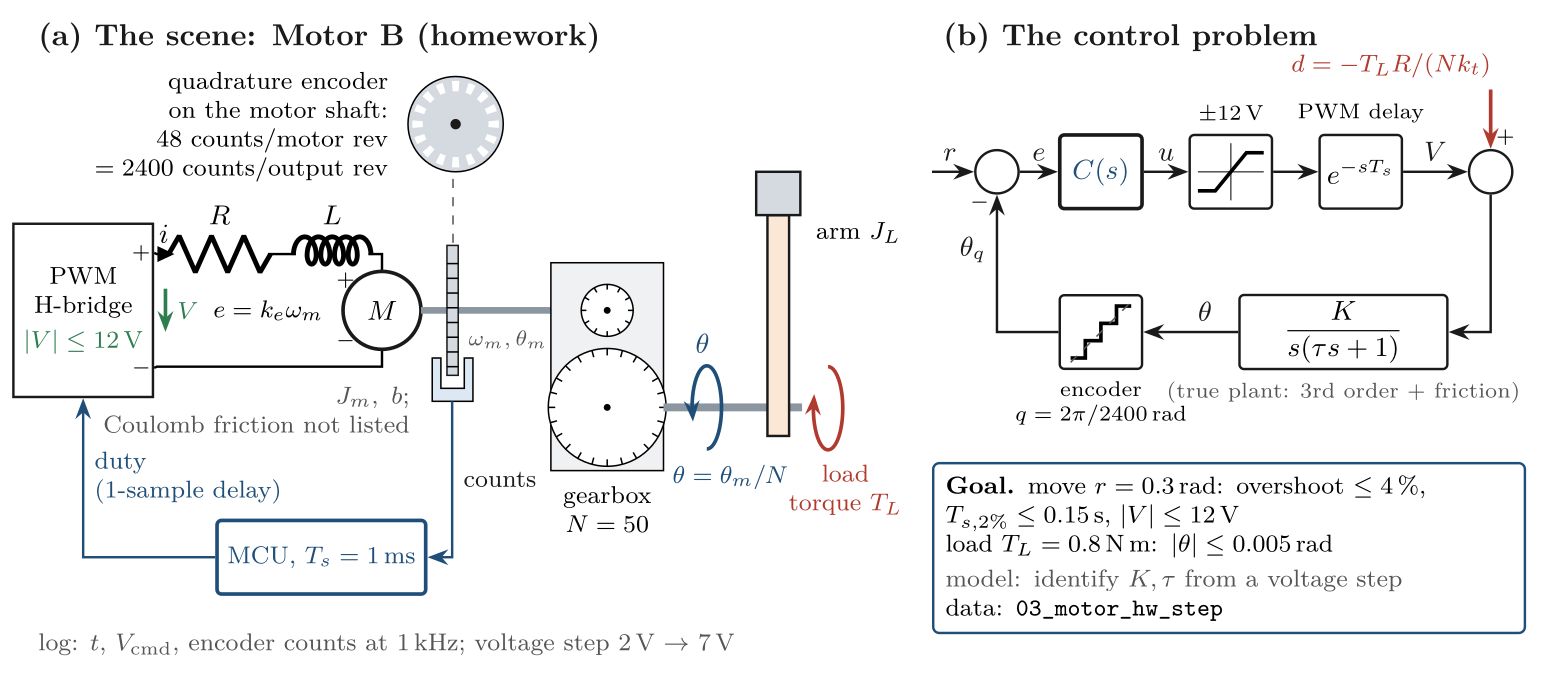 (a) The scene: Motor B (homework)
quadrature encoder
on the motor shaft:
48 counts/motor rev
= 2400 counts/output rev
R
L
i
+
PWM
H-bridge
|V| ≤ 12 V
−
V
e = k_e ω_m
+
M
−
ω_m, θ_m
J_m, b;
Coulomb friction not listed
duty
(1-sample delay)
MCU, T_s = 1 ms
counts
gearbox
N = 50
θ
θ = θ_m/N
arm J_L
load
torque T_L
log: t, V_cmd, encoder counts at 1 kHz; voltage step 2 V → 7 V
(b) The control problem
d = −T_L R/(N k_t)
±12 V
PWM delay
r
e
C(s)
u
e^{−sT_s}
V
+
−
θ_q
θ
K
s(τs + 1)
encoder
q = 2π/2400 rad
(true plant: 3rd order + friction)
Goal. move r = 0.3 rad: overshoot ≤ 4 %,
T_{s,2%} ≤ 0.15 s, |V| ≤ 12 V
load T_L = 0.8 N m: |θ| ≤ 0.005 rad
model: identify K, τ from a voltage step
data: 03_motor_hw_step